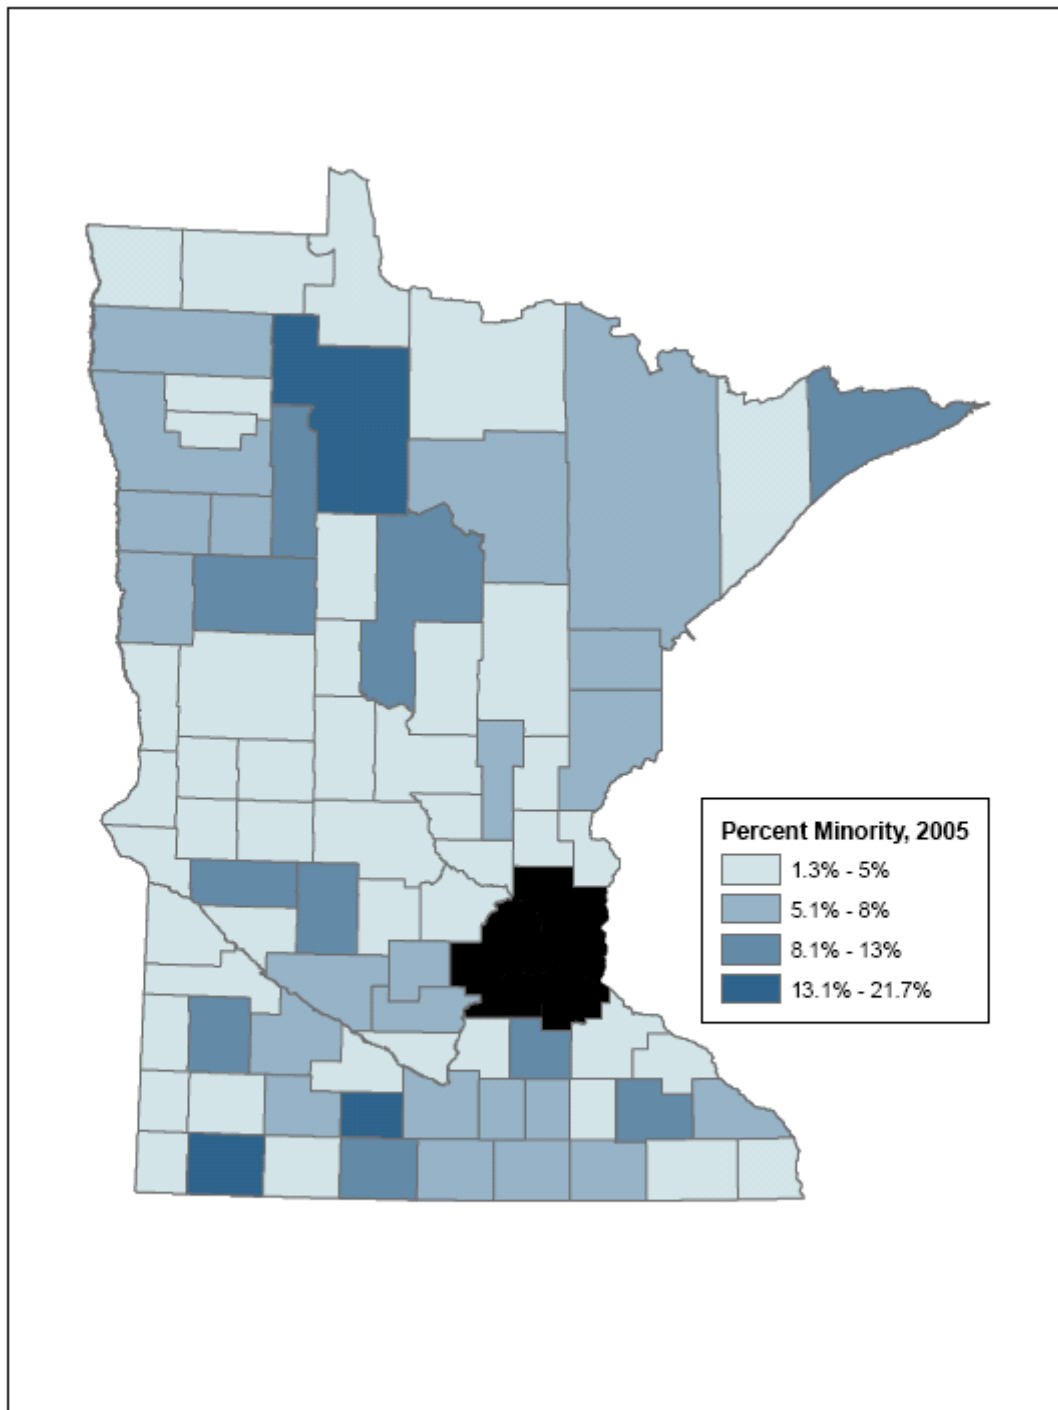 Percent Minority, 2005
1.3% - 5%
5.1% - 8%
8.1% - 13%
13.1% - 21.7%